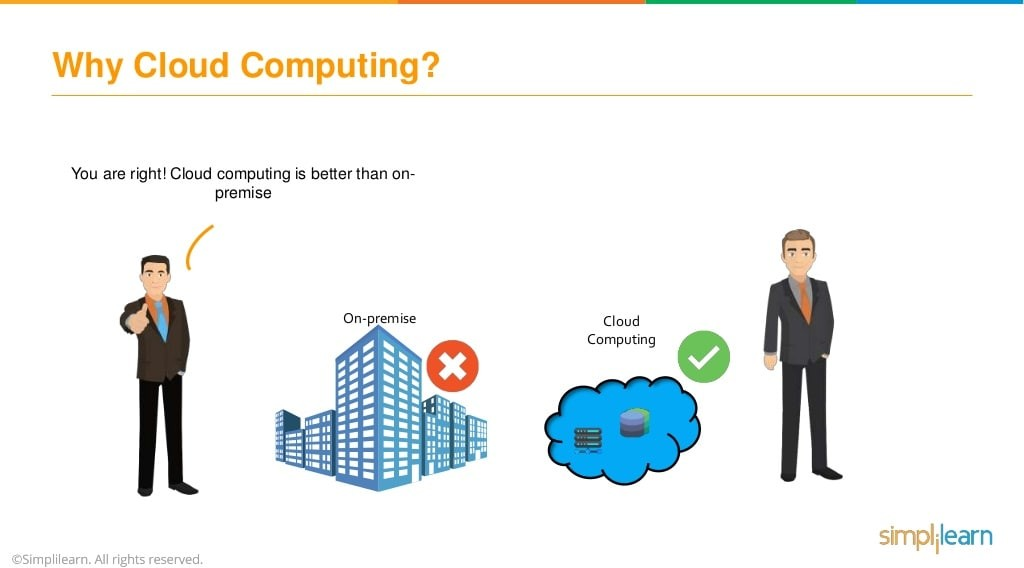 Why Cloud Computing?
You are right! Cloud computing is better than on-
premise
On-premise
Cloud
Computing
simplilearn
©Simplilearn. All rights reserved.